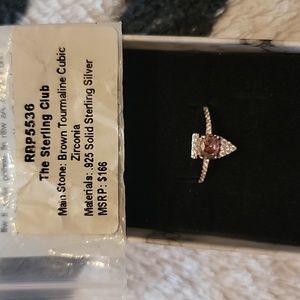 RRP5536
The Sterling Club
Main Stone: Brown Tourmaline Cubic
Zirconia
Materials: .925 Solid Sterling Silver
MSRP: $166